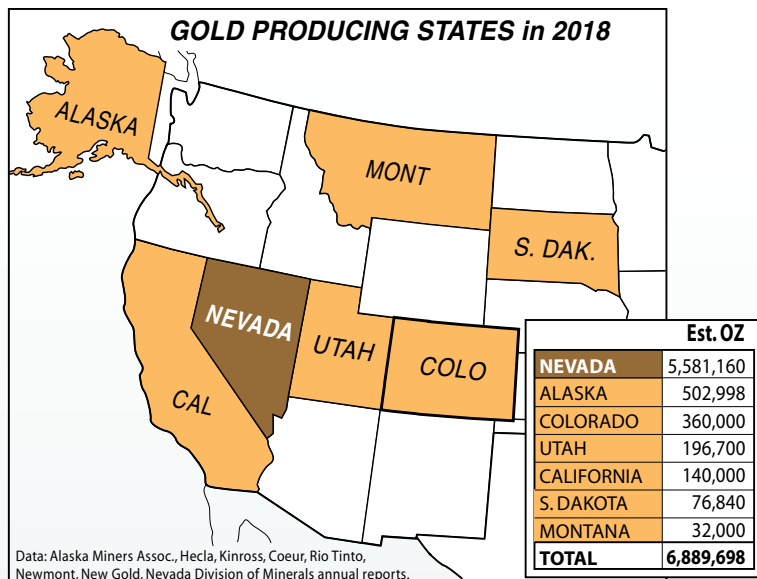 GOLD PRODUCING STATES in 2018
ALASKA
MONT
S. DAK.
NEVADA
UTAH
COLO
CAL
Est. OZ
NEVADA 5,581,160
ALASKA 502,998
COLORADO 360,000
UTAH 196,700
CALIFORNIA 140,000
S. DAKOTA 76,840
MONTANA 32,000
TOTAL 6,889,698
Data: Alaska Miners Assoc., Hecla, Kinross, Coeur, Rio Tinto,
Newmont, New Gold, Nevada Division of Minerals annual reports.